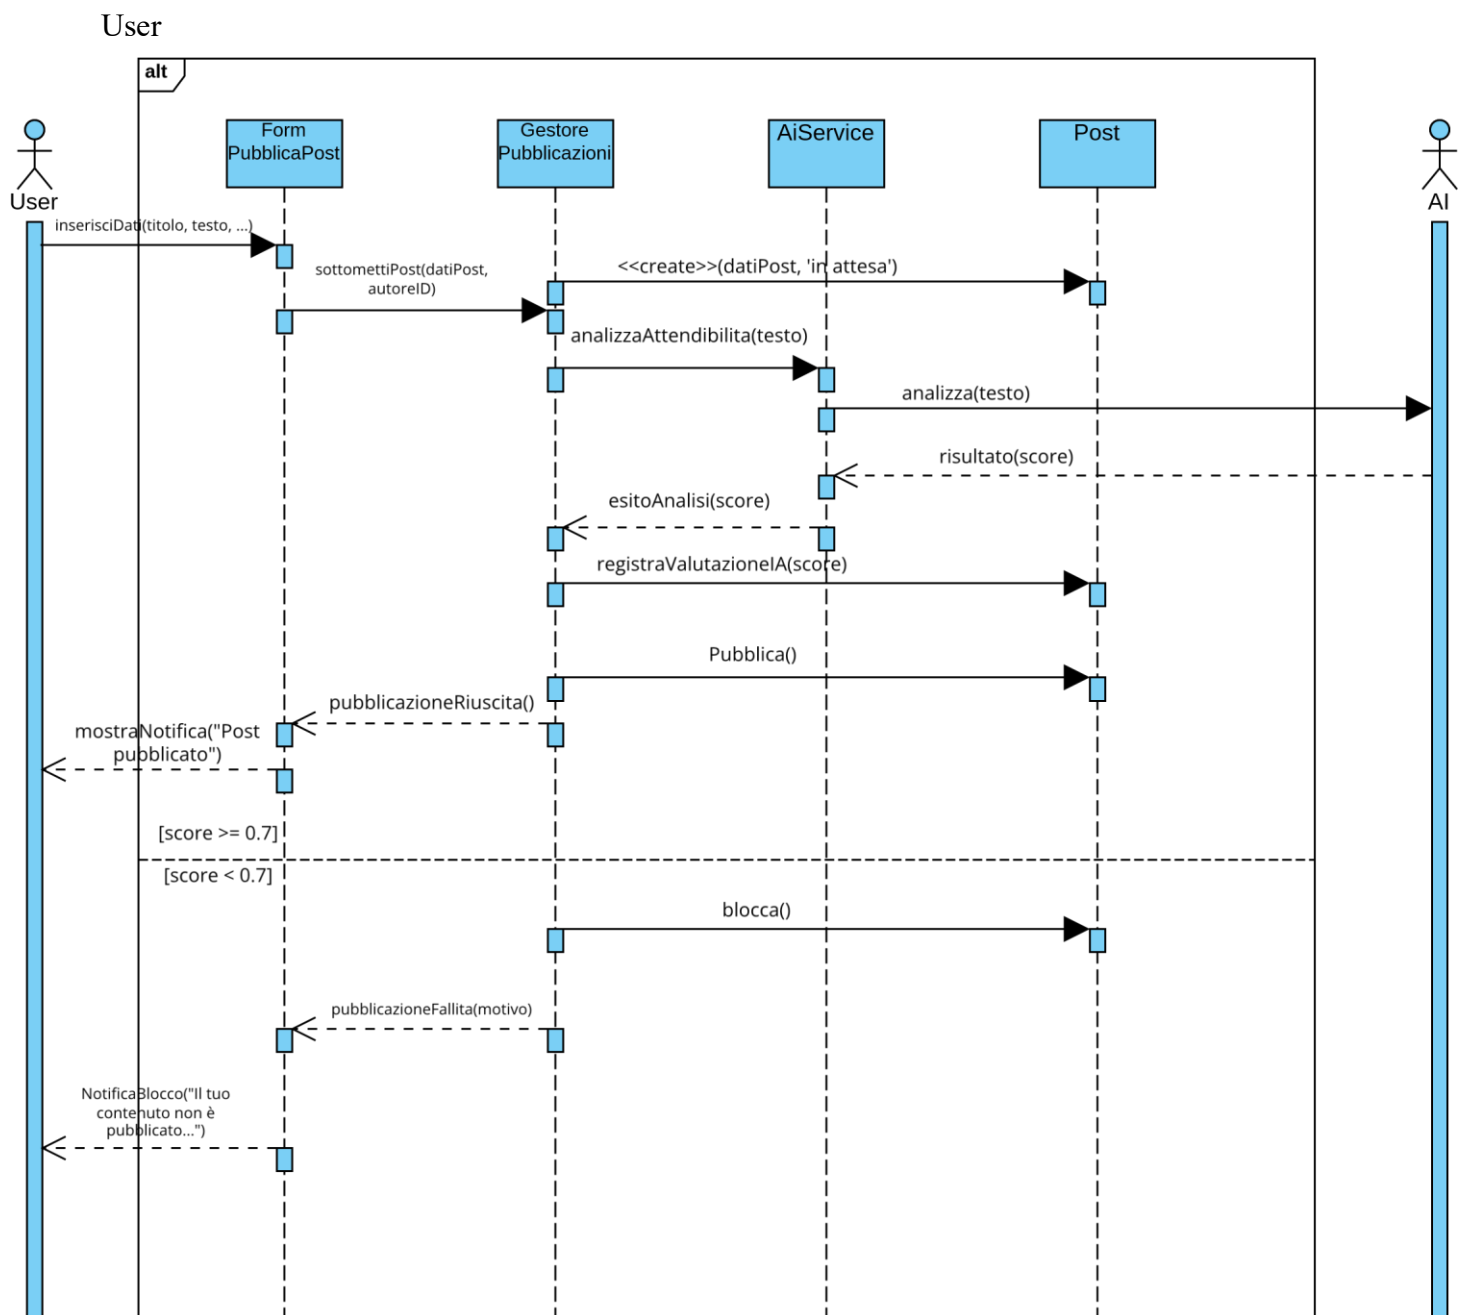 User
alt
Form
PubblicaPost
Gestore
Pubblicazioni
AiService
Post
User
AI
inserisciDati(titolo, testo, ...)
sottomettiPost(datiPost,
autoreID)
<<create>>(datiPost, 'in attesa')
analizzaAttendibilita(testo)
analizza(testo)
risultato(score)
esitoAnalisi(score)
registraValutazioneIA(score)
Pubblica()
pubblicazioneRiuscita()
mostraNotifica("Post
pubblicato")
[score >= 0.7]
[score < 0.7]
blocca()
pubblicazioneFallita(motivo)
NotificaBlocco("Il tuo
contenuto non è
pubblicato...")